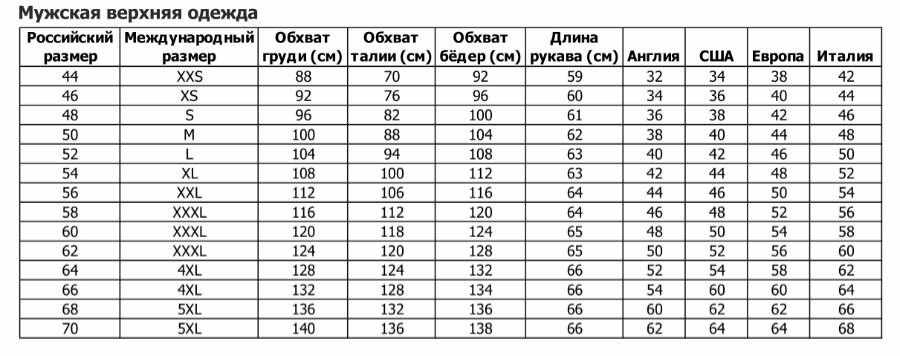 Мужская верхняя одежда
Российский размер Международный размер Обхват груди (см) Обхват талии (см) Обхват бёдер (см) Длина рукава (см) Англия США Европа Италия
44 XXS 88 70 92 59 32 34 38 42
46 XS 92 76 96 60 34 36 40 44
48 S 96 82 100 61 36 38 42 46
50 M 100 88 104 62 38 40 44 48
52 L 104 94 108 63 40 42 46 50
54 XL 108 100 112 63 42 44 48 52
56 XXL 112 106 116 64 44 46 50 54
58 XXXL 116 112 120 64 46 48 52 56
60 XXXL 120 118 124 65 48 50 54 58
62 XXXL 124 120 128 65 50 52 56 60
64 4XL 128 124 132 66 52 54 58 62
66 4XL 132 128 134 66 54 60 60 64
68 5XL 136 132 136 66 60 62 62 66
70 5XL 140 136 138 66 62 64 64 68